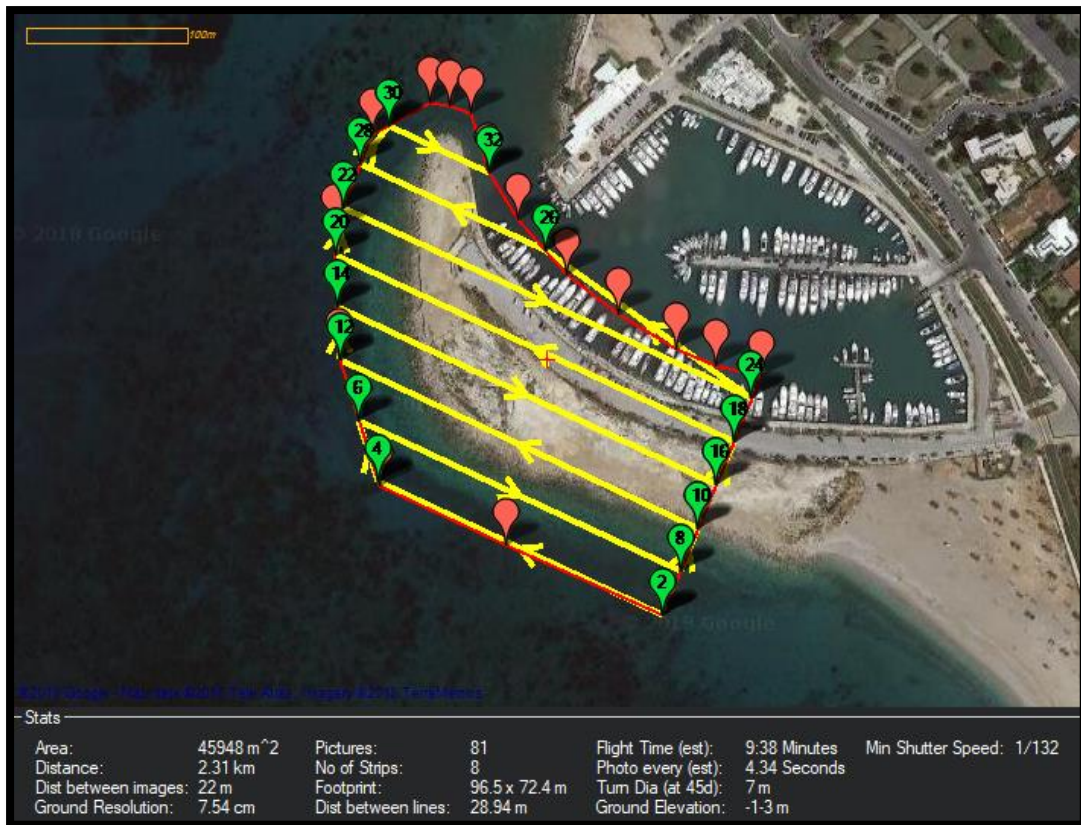 100m
30
28
32
22
20
26
14
12
24
6
18
4
16
10
8
2
© 2018 Google
Stats
Area: 45948 m^2 Pictures: 81 Flight Time (est): 9:38 Minutes Min Shutter Speed: 1/132
Distance: 2.31 km No of Strips: 8 Photo every (est): 4.34 Seconds
Dist between images: 22 m Footprint: 96.5 x 72.4 m Turn Dia (at 45d): 7 m
Ground Resolution: 7.54 cm Dist between lines: 28.94 m Ground Elevation: -1-3 m